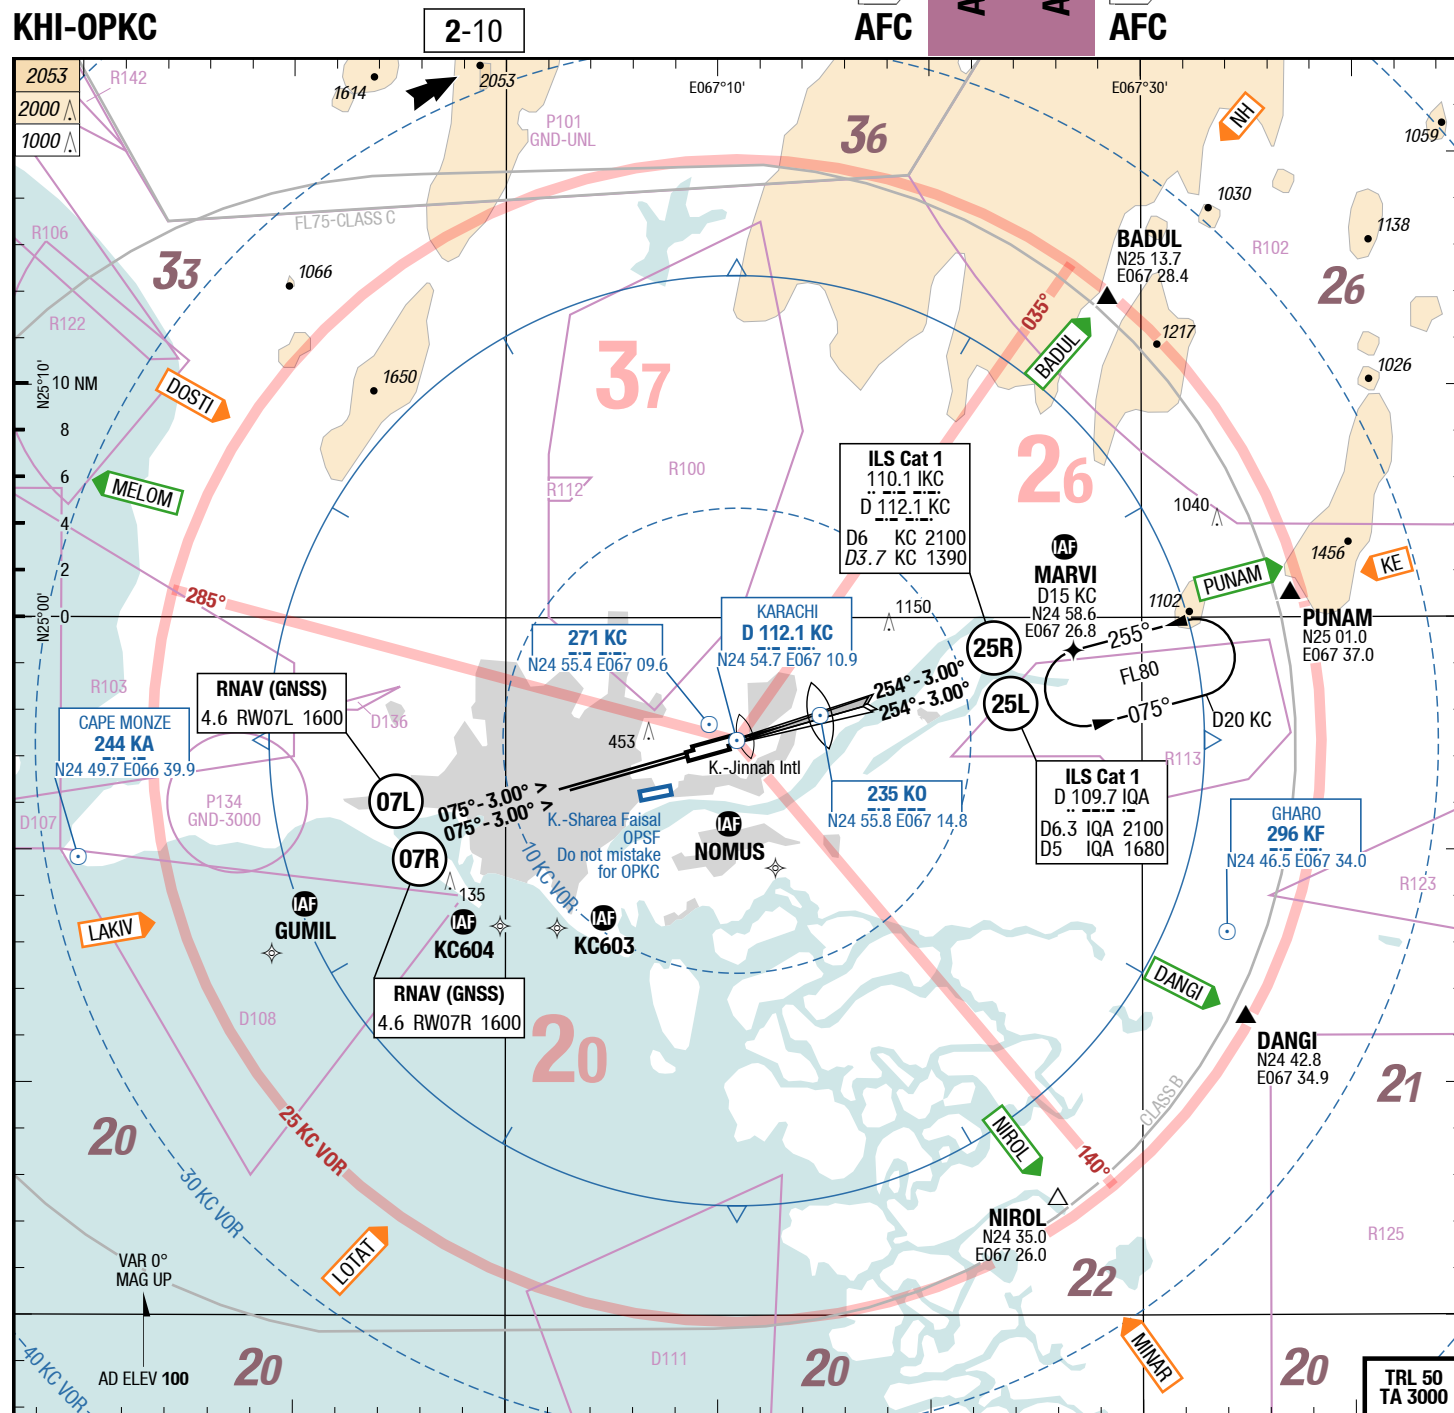 KHI-OPKC
2-10
AFC
A
A
AFC
2053
2000
1000
R142
1614
2053
E067°10'
E067°30'
P101
GND-UNL
36
NH
1059
R106
FL75-CLASS C
33
1066
1030
1138
R102
BADUL
N25 13.7
E067 28.4
26
R122
035°
BADUL
1217
1026
N25°10'
10 NM
8
6
4
2
0
N25°00'
DOSTI
1650
37
MELOM
R112
R100
ILS Cat 1
110.1 IKC
D 112.1 KC
D6 KC 2100
D3.7 KC 1390
26
1040
1456
KE
IAF
MARVI
D15 KC
N24 58.6
E067 26.8
PUNAM
1102
PUNAM
N25 01.0
E067 37.0
285°
271 KC
N24 55.4 E067 09.6
KARACHI
D 112.1 KC
N24 54.7 E067 10.9
1150
25R
255°
FL80
075°
D20 KC
254°-3.00°
254°-3.00°
25L
R103
RNAV (GNSS)
4.6 RW07L 1600
D136
CAPE MONZE
244 KA
N24 49.7 E066 39.9
453
K.-Jinnah Intl
R113
ILS Cat 1
D 109.7 IQA
D6.3 IQA 2100
D5 IQA 1680
P134
GND-3000
D107
07L
075°-3.00°
075°-3.00°
07R
K.-Sharea Faisal
OPSF
Do not mistake
for OPKC
10 KC VOR
IAF
NOMUS
235 KO
N24 55.8 E067 14.8
GHARO
296 KF
N24 46.5 E067 34.0
R123
135
LAKIV
IAF
GUMIL
IAF
KC604
IAF
KC603
RNAV (GNSS)
4.6 RW07R 1600
D108
20
DANGI
DANGI
N24 42.8
E067 34.9
21
CLASS B
20
25 KC VOR
30 KC VOR
NIROL
140°
NIROL
N24 35.0
E067 26.0
22
R125
LOTAT
VAR 0°
MAG UP
AD ELEV 100
40 KC VOR
20
D111
20
MINAR
20
TRL 50
TA 3000